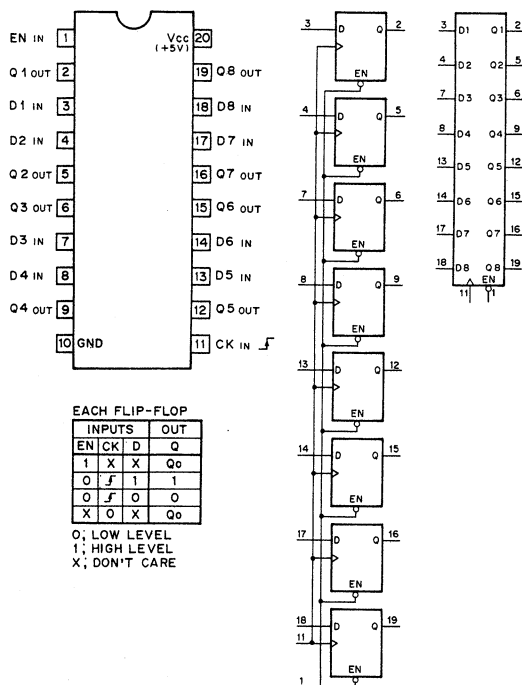 EN IN 1 Vcc 20
(+5V)
Q1 OUT 2 19 Q8 OUT
D1 IN 3 18 D8 IN
D2 IN 4 17 D7 IN
Q2 OUT 5 16 Q7 OUT
Q3 OUT 6 15 Q6 OUT
D3 IN 7 14 D6 IN
D4 IN 8 13 D5 IN
Q4 OUT 9 12 Q5 OUT
10 GND 11 CK IN
EACH FLIP-FLOP
INPUTS OUT
EN CK D Q
1 X X Qo
0 1 1
0 0 0
X 0 X Qo
0; LOW LEVEL
1; HIGH LEVEL
X; DON'T CARE
3 D Q 2
EN
4 D Q 5
EN
7 D Q 6
EN
8 D Q 9
EN
13 D Q 12
EN
14 D Q 15
EN
17 D Q 16
EN
18 D Q 19
11
EN
1
3 D1 Q1 2
4 D2 Q2 5
7 D3 Q3 6
8 D4 Q4 9
13 D5 Q5 12
14 D6 Q6 15
17 D7 Q7 16
18 D8 Q8 19
EN
11 1